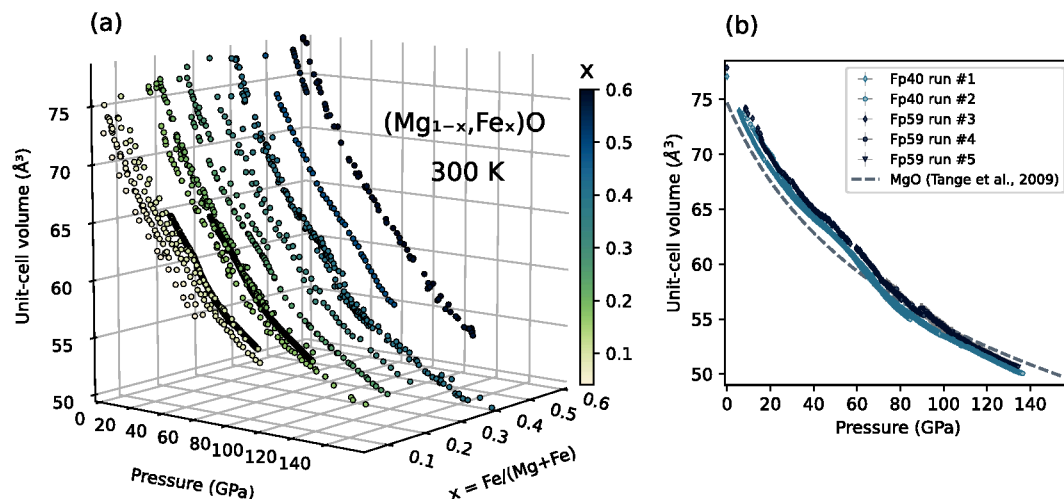 (a)
(Mg₁₋ₓ,Feₓ)O
300 K
x
0.6
0.5
0.4
0.3
0.2
0.1
Unit-cell volume (Å³)
75
70
65
60
55
50
0
20
40
60
80
100
120
140
Pressure (GPa)
0.1
0.2
0.3
0.4
0.5
0.6
x = Fe/(Mg+Fe)
(b)
Fp40 run #1
Fp40 run #2
Fp59 run #3
Fp59 run #4
Fp59 run #5
MgO (Tange et al., 2009)
Unit-cell volume (Å³)
75
70
65
60
55
50
0
20
40
60
80
100
120
140
Pressure (GPa)